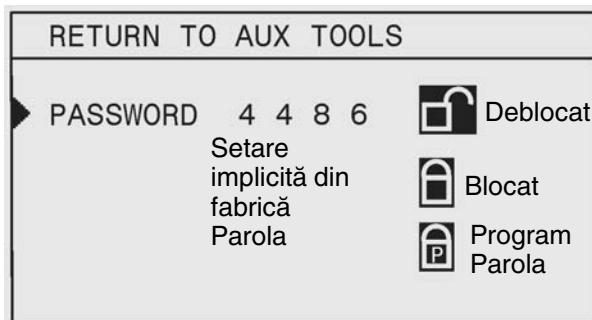 RETURN TO AUX TOOLS
PASSWORD 4 4 8 6
Setare
implicită din
fabrică
Parola
Deblocat
Blocat
P
Program
Parola